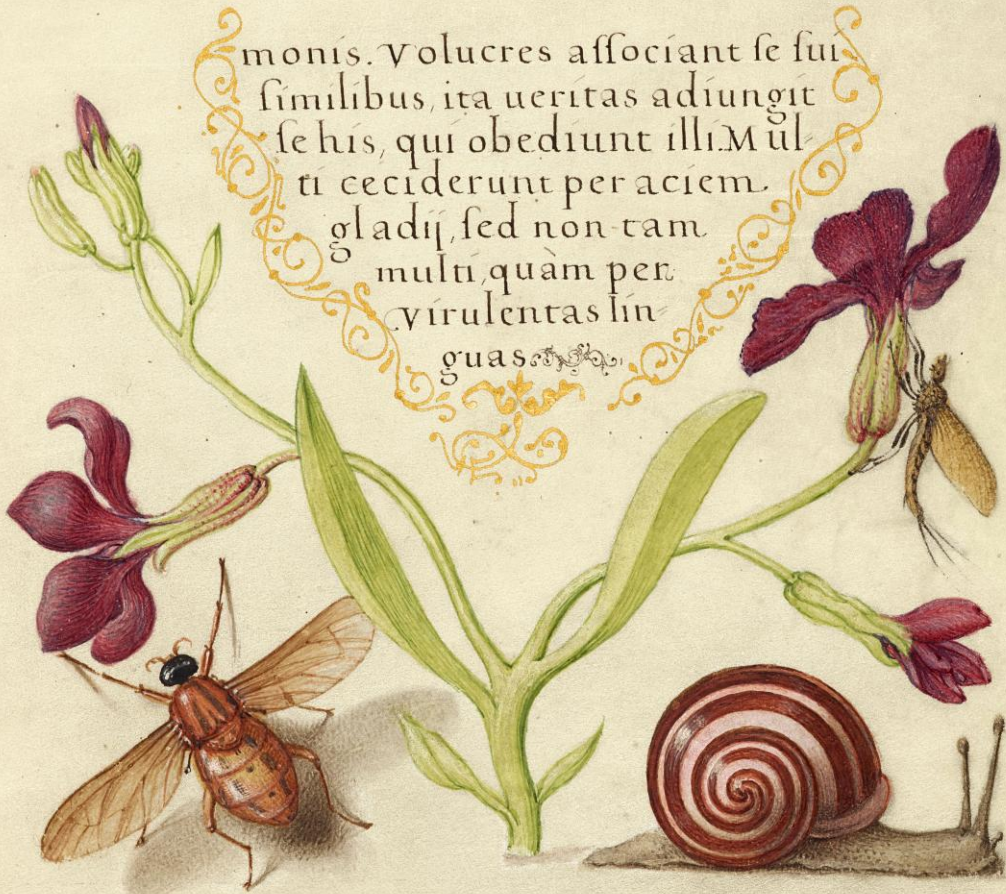 monis. Volucres aſſociant ſe ſui
ſimilibus, ita ueritas adiungit
ſe his, qui obediunt illi. Mul-
ti ceciderunt per aciem
gladij, ſed non tam
multi, quàm per
virulentas lin-
guas